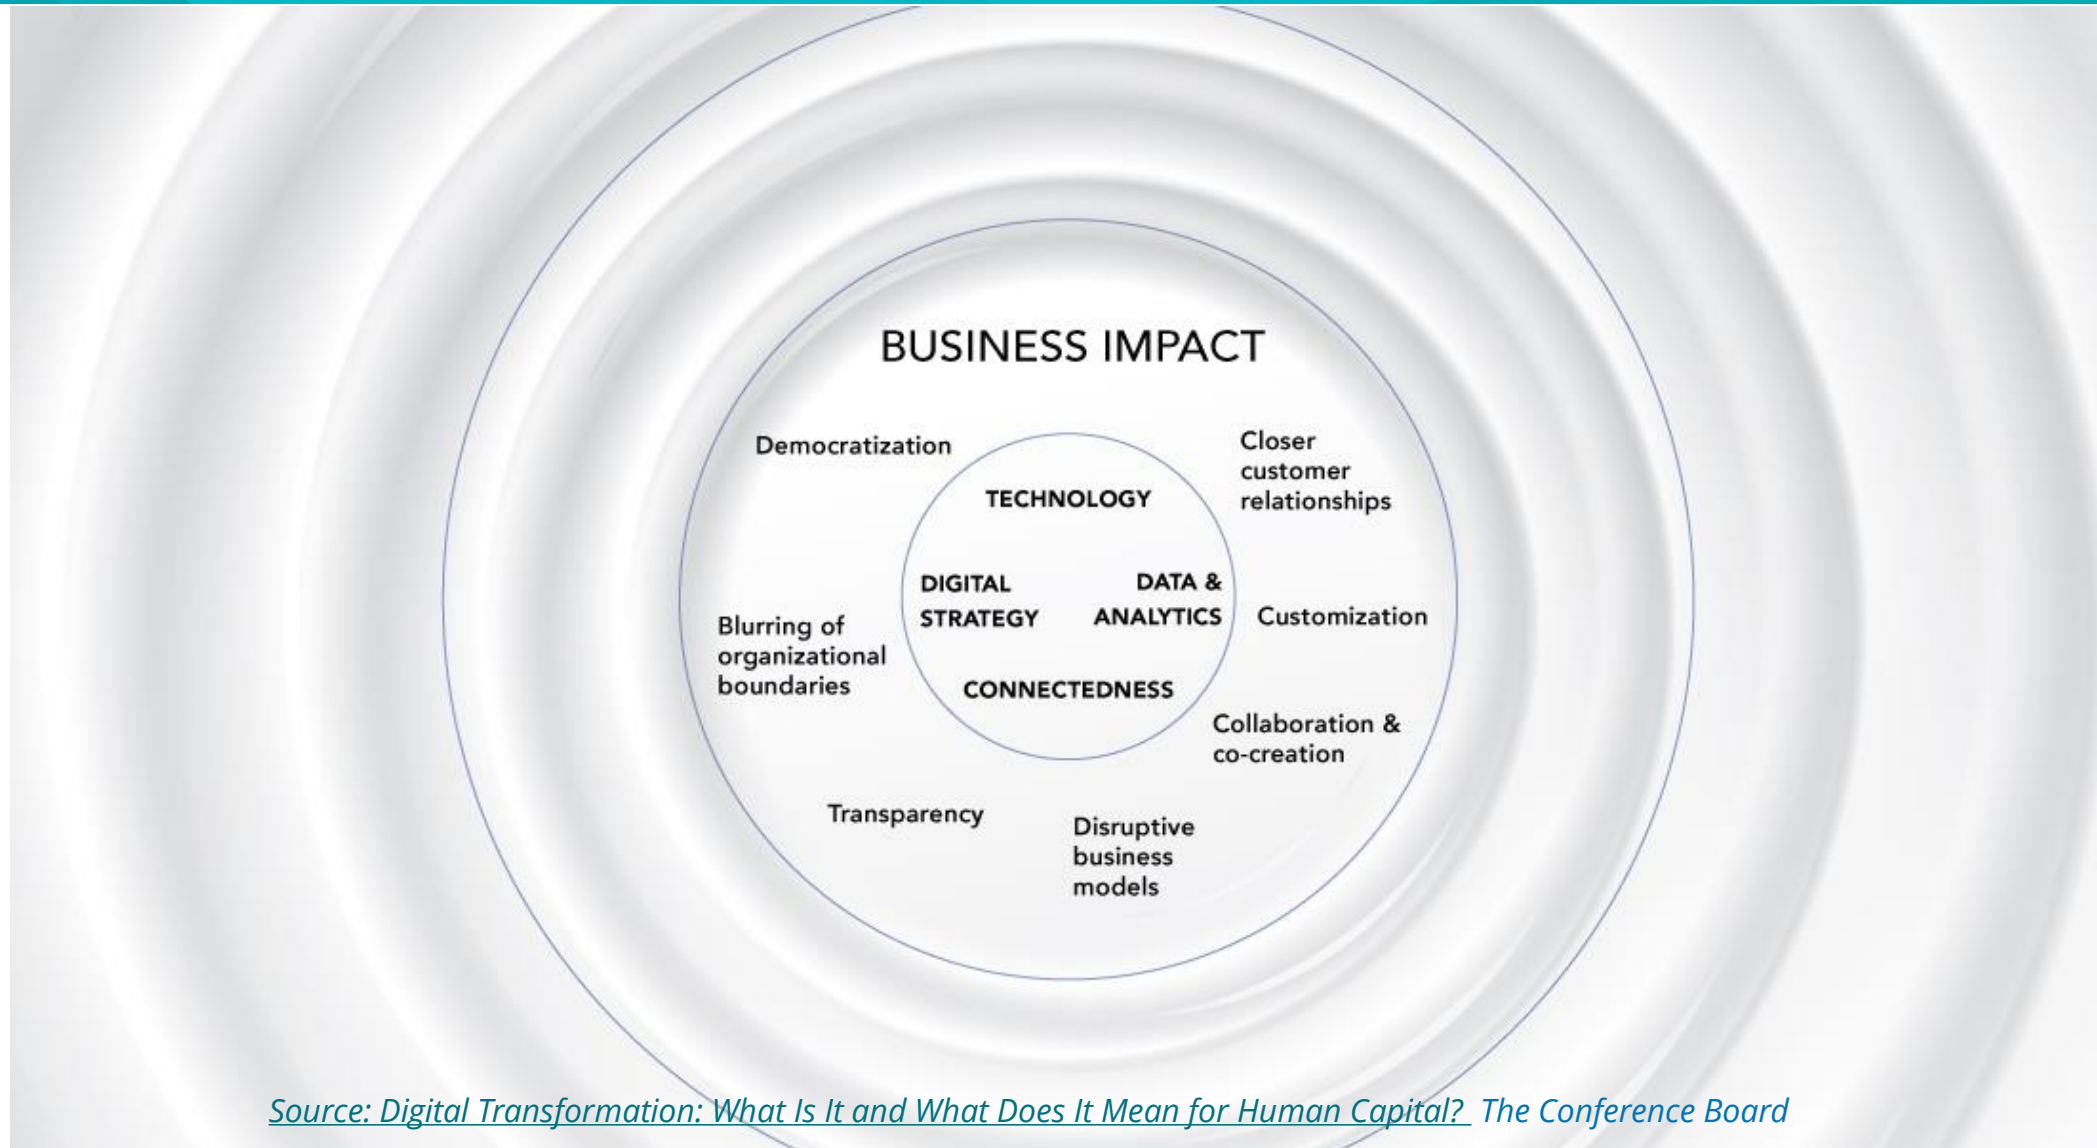 BUSINESS IMPACT
Democratization
Closer
customer
relationships
TECHNOLOGY
DIGITAL
STRATEGY
DATA &
ANALYTICS
Customization
Blurring of
organizational
boundaries
CONNECTEDNESS
Collaboration &
co-creation
Transparency
Disruptive
business
models
Source: Digital Transformation: What Is It and What Does It Mean for Human Capital? The Conference Board